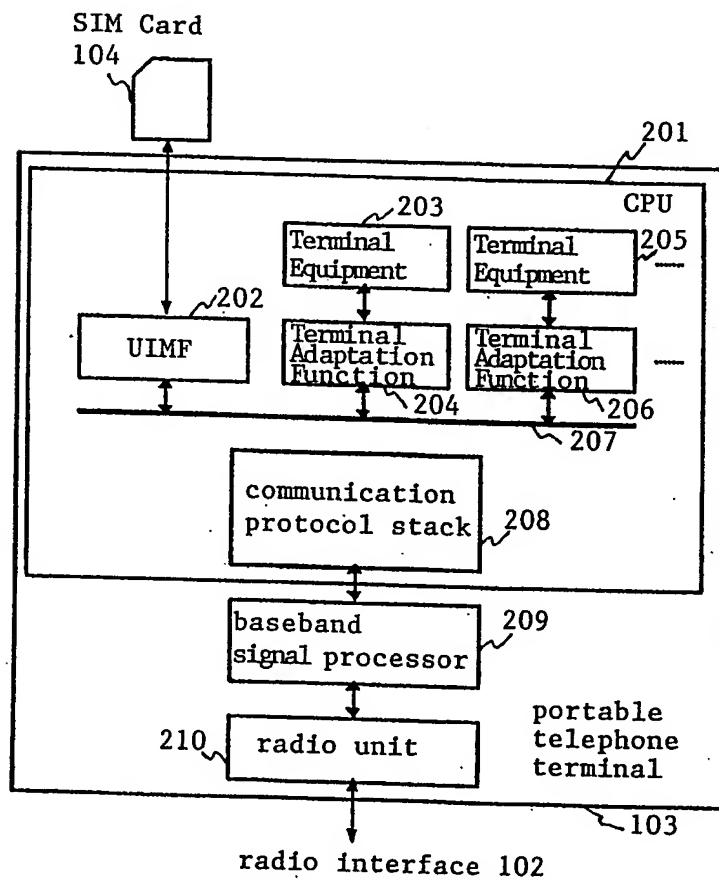 SIM Card
104
201
CPU
203
Terminal
Equipment
Terminal
Equipment
205
202
UIMF
Terminal
Adaptation
Function
204
Terminal
Adaptation
Function
206
207
communication
protocol stack
208
baseband
signal processor
209
210
radio unit
portable
telephone
terminal
103
radio interface 102